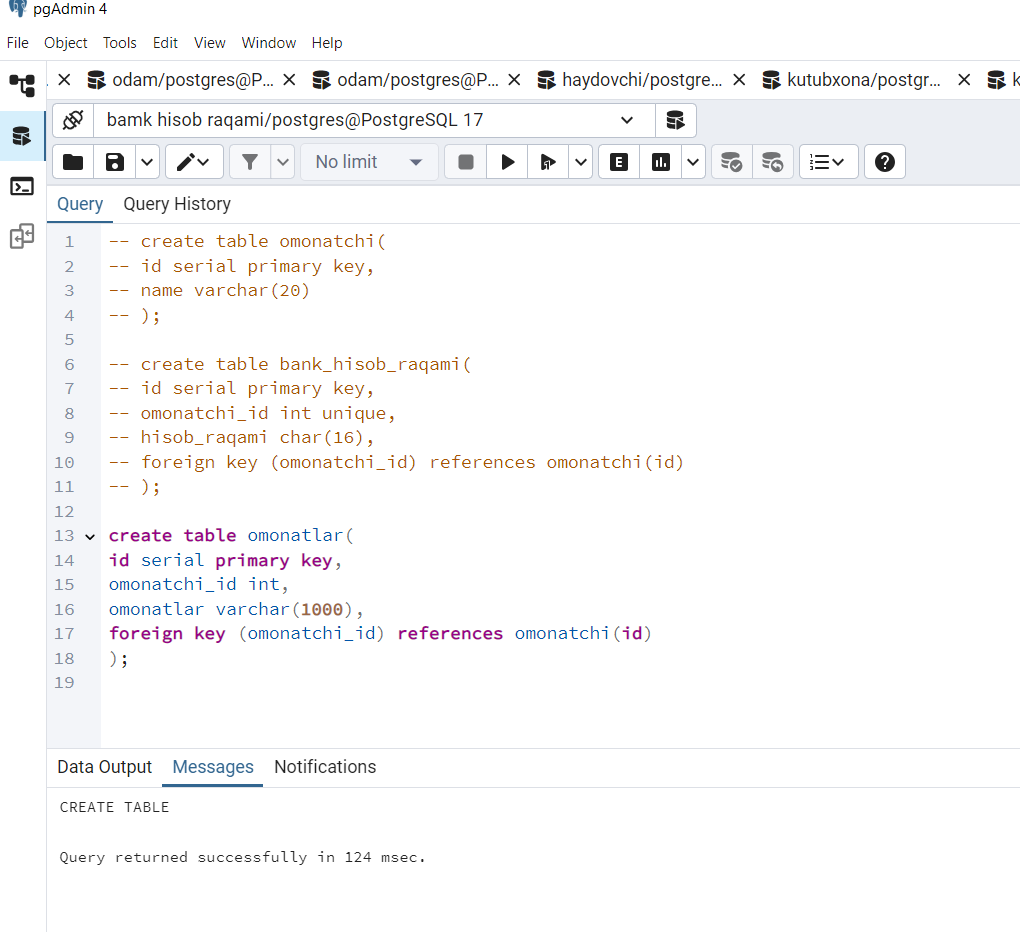 pgAdmin 4
File Object Tools Edit View Window Help
odam/postgres@P... odam/postgres@P... haydovchi/postgre... kutubxona/postgr... k
bamk hisob raqami/postgres@PostgreSQL 17
No limit E
Query Query History
1 -- create table omonatchi(
2 -- id serial primary key,
3 -- name varchar(20)
4 -- );
5
6 -- create table bank_hisob_raqami(
7 -- id serial primary key,
8 -- omonatchi_id int unique,
9 -- hisob_raqami char(16),
10 -- foreign key (omonatchi_id) references omonatchi(id)
11 -- );
12
13 create table omonatlar(
14 id serial primary key,
15 omonatchi_id int,
16 omonatlar varchar(1000),
17 foreign key (omonatchi_id) references omonatchi(id)
18 );
19
Data Output Messages Notifications
CREATE TABLE
Query returned successfully in 124 msec.